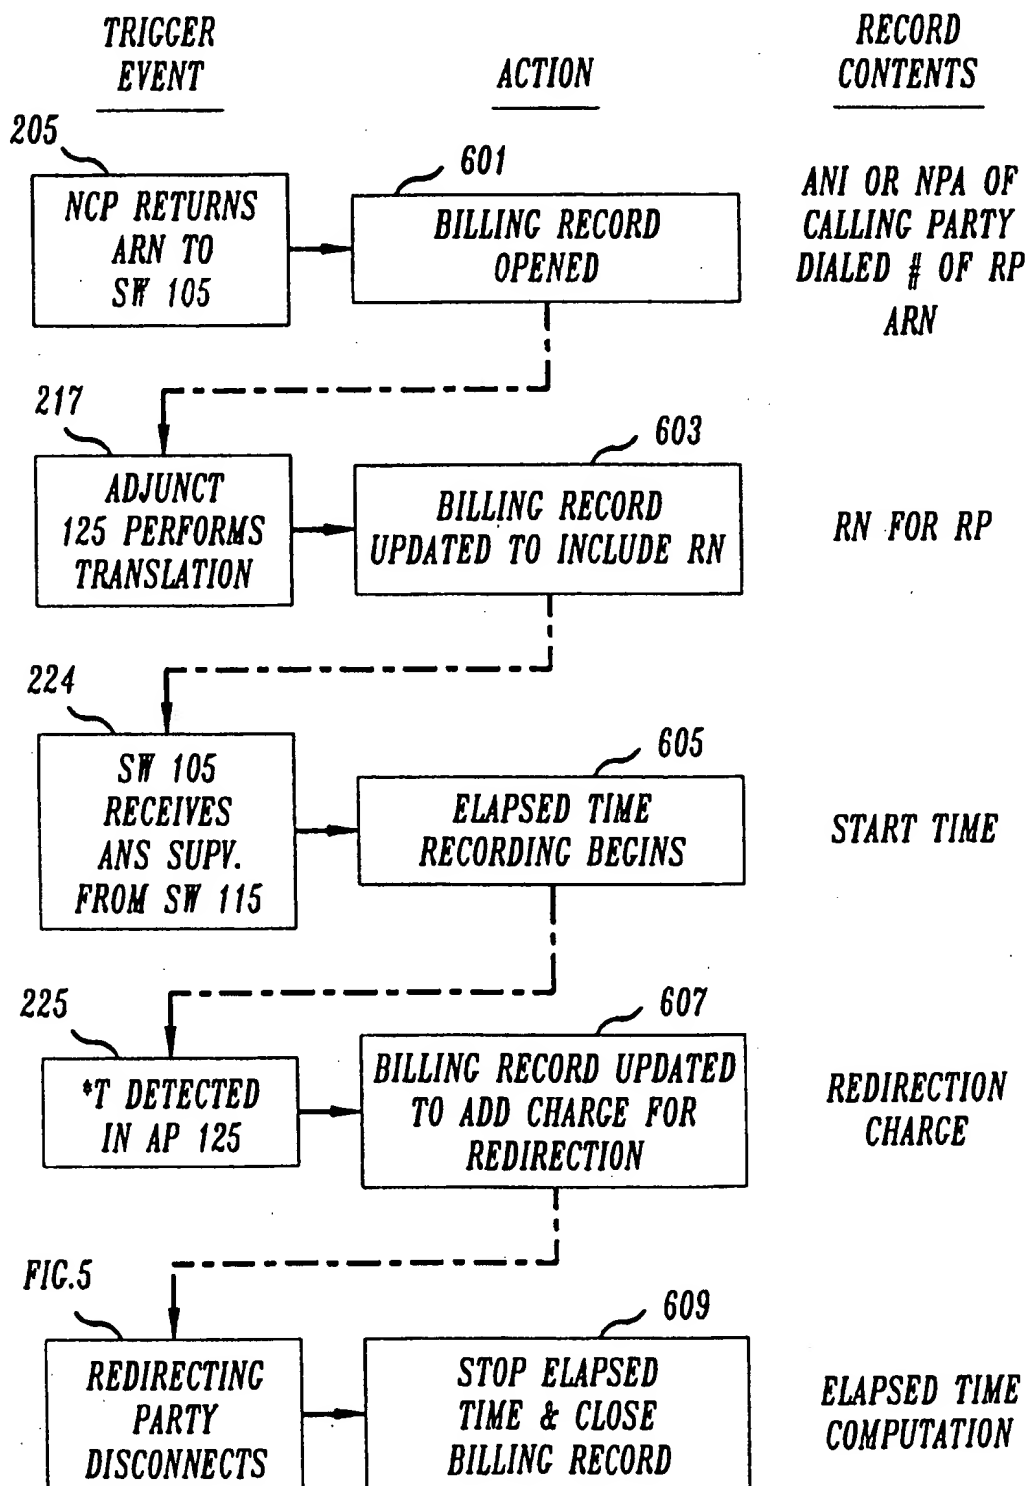 TRIGGER
EVENT
ACTION
RECORD
CONTENTS
205
NCP RETURNS
ARN TO
SW 105
601
BILLING RECORD
OPENED
ANI OR NPA OF
CALLING PARTY
DIALED # OF RP
ARN
217
ADJUNCT
125 PERFORMS
TRANSLATION
603
BILLING RECORD
UPDATED TO INCLUDE RN
RN FOR RP
224
SW 105
RECEIVES
ANS SUPV.
FROM SW 115
605
ELAPSED TIME
RECORDING BEGINS
START TIME
225
*T DETECTED
IN AP 125
607
BILLING RECORD UPDATED
TO ADD CHARGE FOR
REDIRECTION
REDIRECTION
CHARGE
FIG.5
REDIRECTING
PARTY
DISCONNECTS
609
STOP ELAPSED
TIME & CLOSE
BILLING RECORD
ELAPSED TIME
COMPUTATION